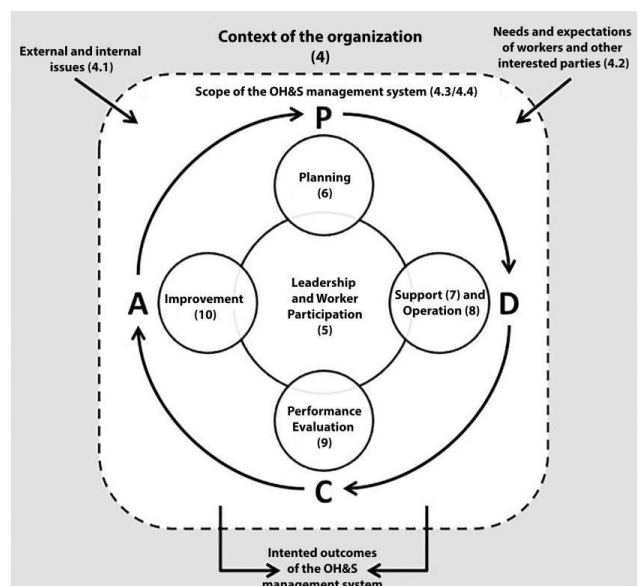 Context of the organization
(4)
External and internal
issues (4.1)
Needs and expectations
of workers and other
interested parties (4.2)
Scope of the OH&S management system (4.3/4.4)
P
Planning
(6)
A
Improvement
(10)
Leadership
and Worker
Participation
(5)
Support (7) and
Operation (8)
D
Performance
Evaluation
(9)
C
Intented outcomes
of the OH&S
management system